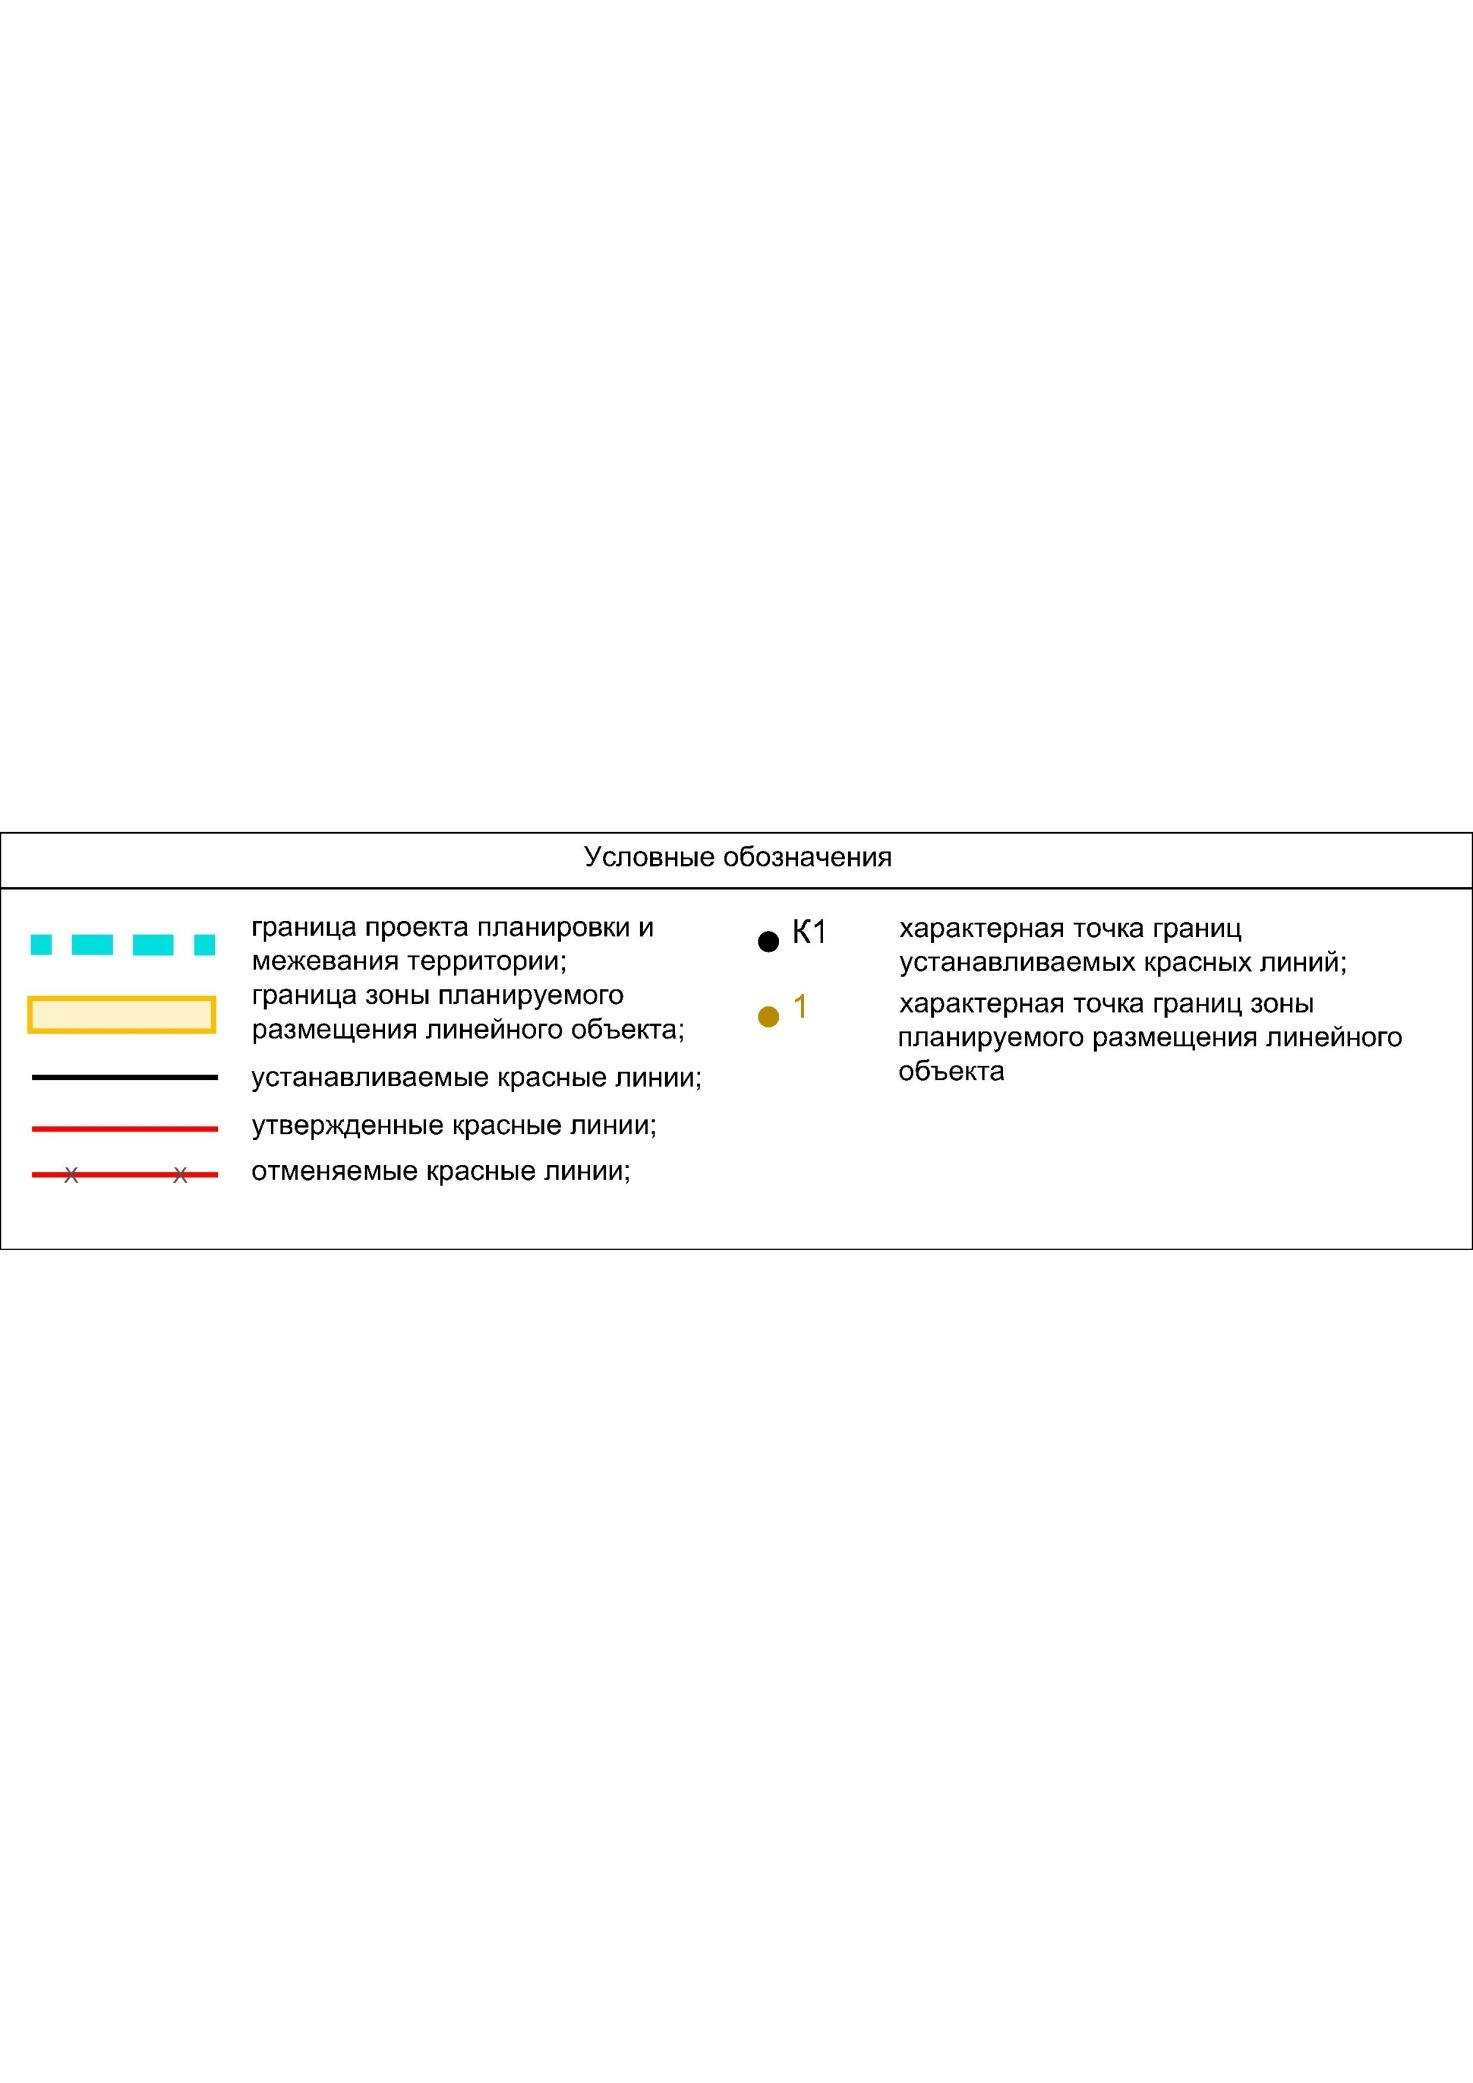 Условные обозначения
граница проекта планировки и
межевания территории;
граница зоны планируемого
размещения линейного объекта;
устанавливаемые красные линии;
утвержденные красные линии;
х х
отменяемые красные линии;
К1
характерная точка границ
устанавливаемых красных линий;
1
характерная точка границ зоны
планируемого размещения линейного
объекта